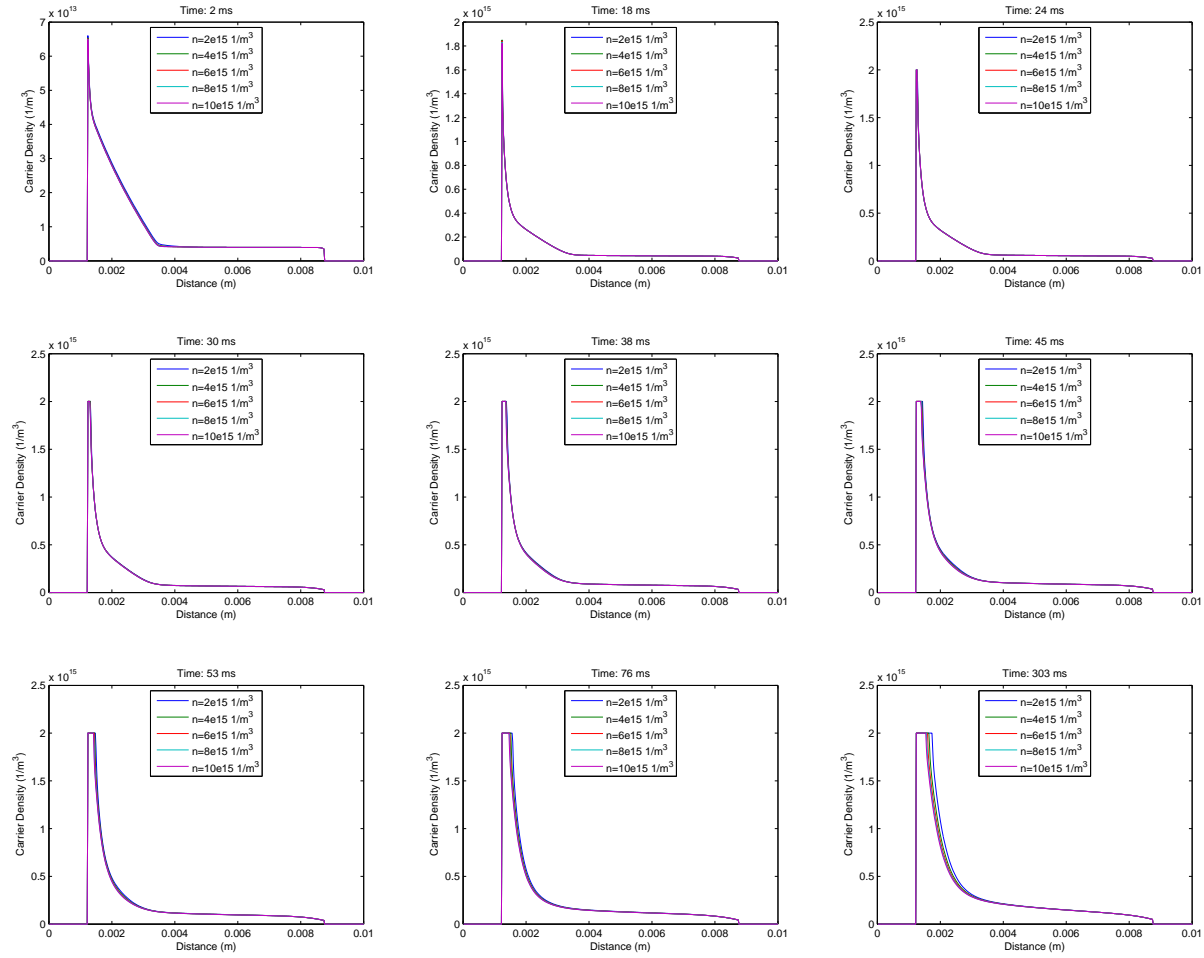 Time: 2 ms
x 10^13
7
6
5
4
3
2
1
0
0 0.002 0.004 0.006 0.008 0.01
Carrier Density (1/m^3)
Distance (m)
n=2e15 1/m^3
n=4e15 1/m^3
n=6e15 1/m^3
n=8e15 1/m^3
n=10e15 1/m^3
Time: 18 ms
x 10^15
2
1.8
1.6
1.4
1.2
1
0.8
0.6
0.4
0.2
0
0 0.002 0.004 0.006 0.008 0.01
Carrier Density (1/m^3)
Distance (m)
n=2e15 1/m^3
n=4e15 1/m^3
n=6e15 1/m^3
n=8e15 1/m^3
n=10e15 1/m^3
Time: 24 ms
x 10^15
2.5
2
1.5
1
0.5
0
0 0.002 0.004 0.006 0.008 0.01
Carrier Density (1/m^3)
Distance (m)
n=2e15 1/m^3
n=4e15 1/m^3
n=6e15 1/m^3
n=8e15 1/m^3
n=10e15 1/m^3
Time: 30 ms
x 10^15
2.5
2
1.5
1
0.5
0
0 0.002 0.004 0.006 0.008 0.01
Carrier Density (1/m^3)
Distance (m)
n=2e15 1/m^3
n=4e15 1/m^3
n=6e15 1/m^3
n=8e15 1/m^3
n=10e15 1/m^3
Time: 38 ms
x 10^15
2.5
2
1.5
1
0.5
0
0 0.002 0.004 0.006 0.008 0.01
Carrier Density (1/m^3)
Distance (m)
n=2e15 1/m^3
n=4e15 1/m^3
n=6e15 1/m^3
n=8e15 1/m^3
n=10e15 1/m^3
Time: 45 ms
x 10^15
2.5
2
1.5
1
0.5
0
0 0.002 0.004 0.006 0.008 0.01
Carrier Density (1/m^3)
Distance (m)
n=2e15 1/m^3
n=4e15 1/m^3
n=6e15 1/m^3
n=8e15 1/m^3
n=10e15 1/m^3
Time: 53 ms
x 10^15
2.5
2
1.5
1
0.5
0
0 0.002 0.004 0.006 0.008 0.01
Carrier Density (1/m^3)
Distance (m)
n=2e15 1/m^3
n=4e15 1/m^3
n=6e15 1/m^3
n=8e15 1/m^3
n=10e15 1/m^3
Time: 76 ms
x 10^15
2.5
2
1.5
1
0.5
0
0 0.002 0.004 0.006 0.008 0.01
Carrier Density (1/m^3)
Distance (m)
n=2e15 1/m^3
n=4e15 1/m^3
n=6e15 1/m^3
n=8e15 1/m^3
n=10e15 1/m^3
Time: 303 ms
x 10^15
2.5
2
1.5
1
0.5
0
0 0.002 0.004 0.006 0.008 0.01
Carrier Density (1/m^3)
Distance (m)
n=2e15 1/m^3
n=4e15 1/m^3
n=6e15 1/m^3
n=8e15 1/m^3
n=10e15 1/m^3